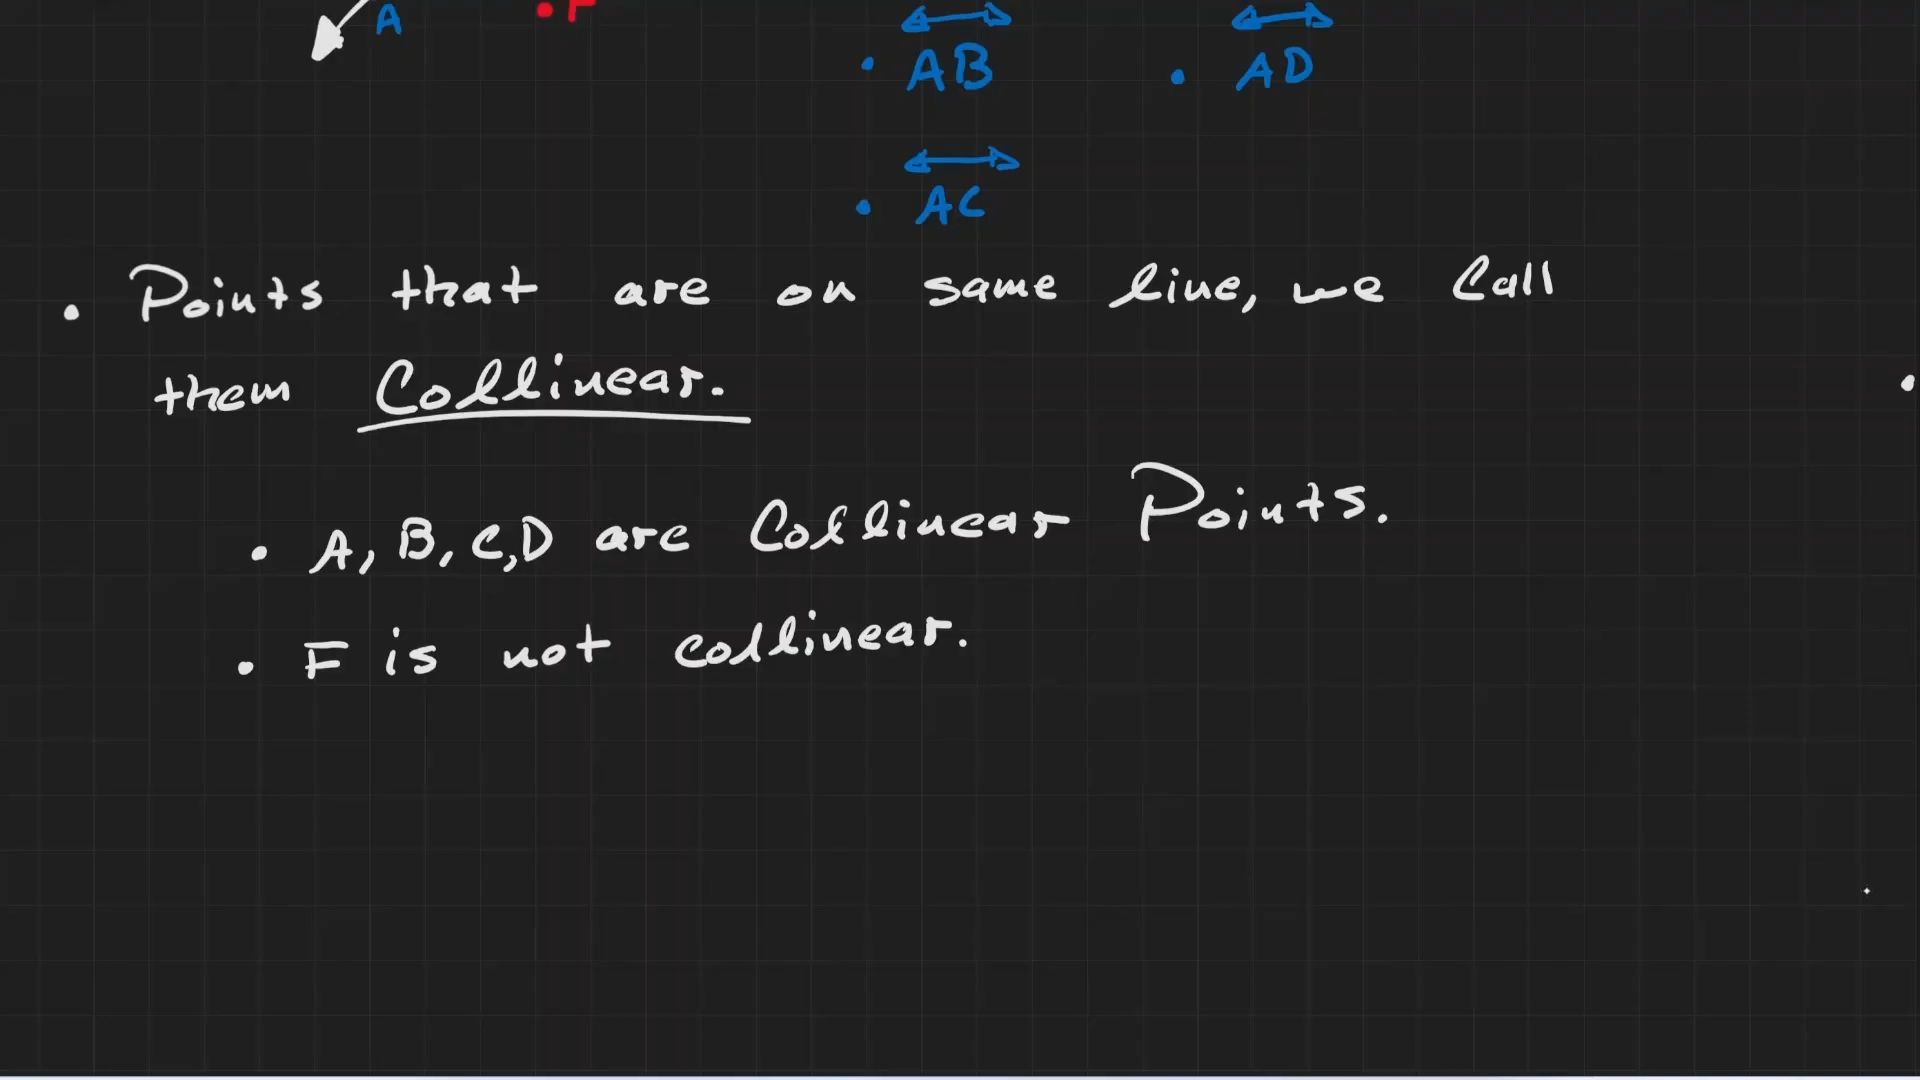 A
F
• AB • AD
• AC
• Points that are on same line, we call
them Collinear.
• A, B, C, D are Collinear Points.
• F is not collinear.